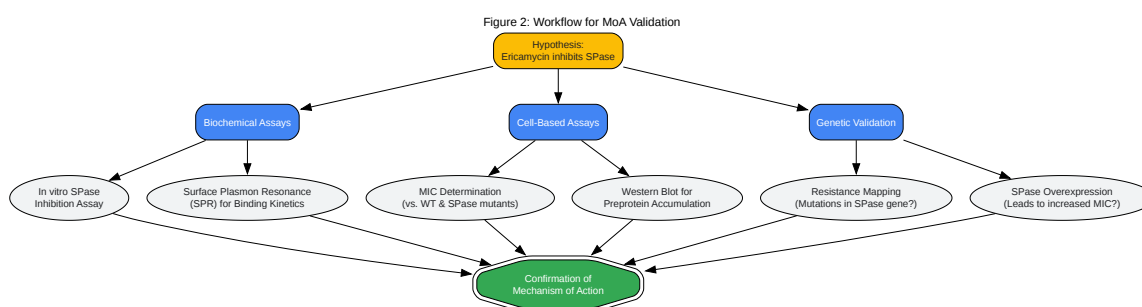 Figure 2: Workflow for MoA Validation
Hypothesis:
Ericamycin inhibits SPase
Biochemical Assays
Cell-Based Assays
Genetic Validation
In vitro SPase
Inhibition Assay
Surface Plasmon Resonance
(SPR) for Binding Kinetics
MIC Determination
(vs. WT & SPase mutants)
Western Blot for
Preprotein Accumulation
Resistance Mapping
(Mutations in SPase gene?)
SPase Overexpression
(Leads to increased MIC?)
Confirmation of
Mechanism of Action